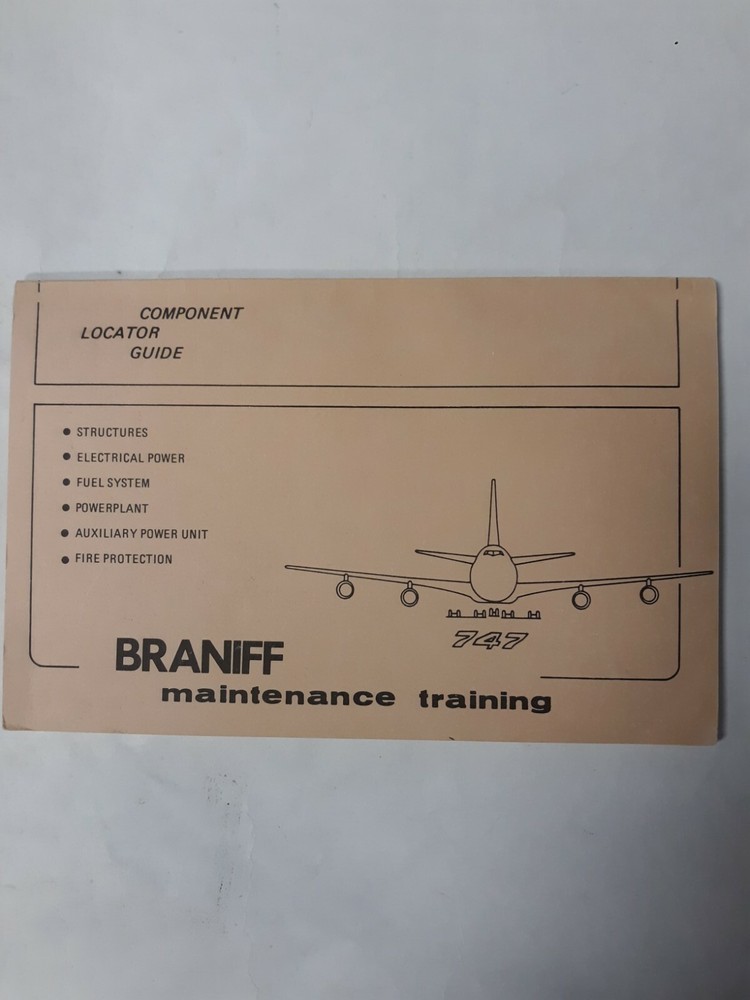 COMPONENT
LOCATOR
GUIDE
• STRUCTURES
• ELECTRICAL POWER
• FUEL SYSTEM
• POWERPLANT
• AUXILIARY POWER UNIT
• FIRE PROTECTION
747
BRANIFF
maintenance training